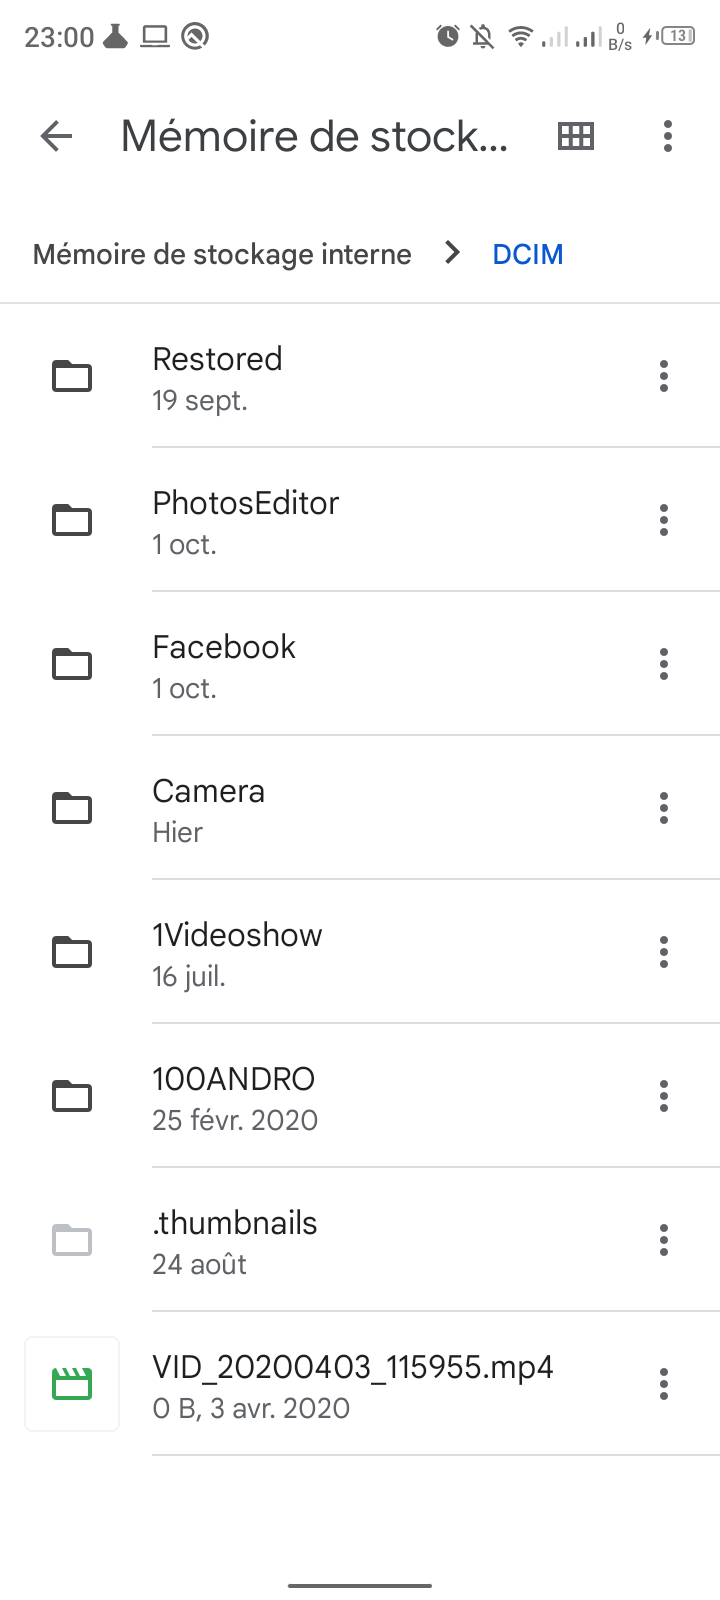 23:00
0
B/s
13
Mémoire de stock...
Mémoire de stockage interne
DCIM
Restored
19 sept.
PhotosEditor
1 oct.
Facebook
1 oct.
Camera
Hier
1Videoshow
16 juil.
100ANDRO
25 févr. 2020
.thumbnails
24 août
VID_20200403_115955.mp4
0 B, 3 avr. 2020